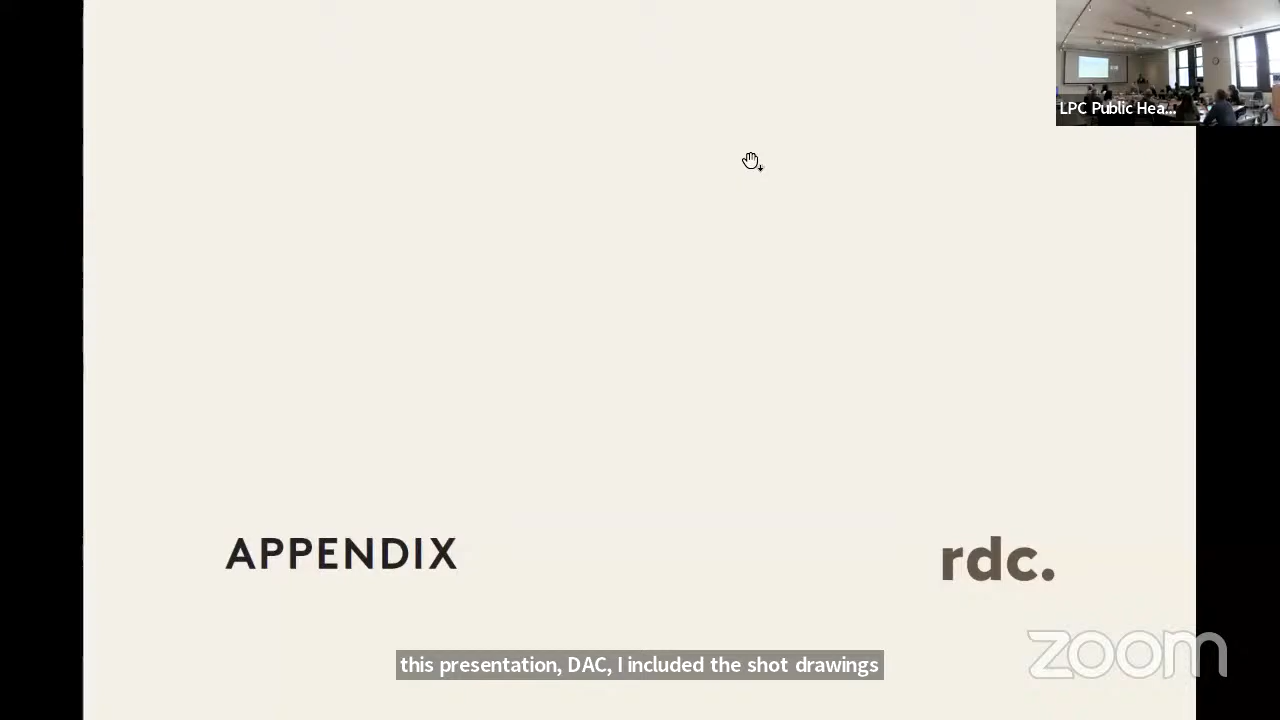 LPC Public Hea...
APPENDIX
rdc.
zoom
this presentation, DAC, I included the shot drawings